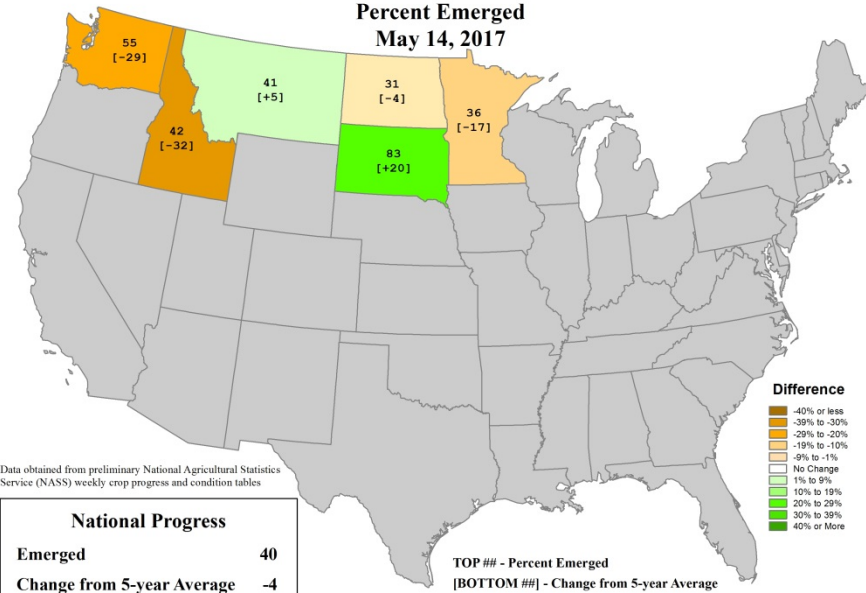 Percent Emerged
May 14, 2017
55
[-29]
42
[-32]
41
[+5]
31
[-4]
83
[+20]
36
[-17]
Difference
-40% or less
-39% to -30%
-29% to -20%
-19% to -10%
-9% to -1%
No Change
1% to 9%
10% to 19%
20% to 29%
30% to 39%
40% or More
Data obtained from preliminary National Agricultural Statistics
Service (NASS) weekly crop progress and condition tables
National Progress
Emerged 40
Change from 5-year Average -4
TOP ## - Percent Emerged
[BOTTOM ##] - Change from 5-year Average